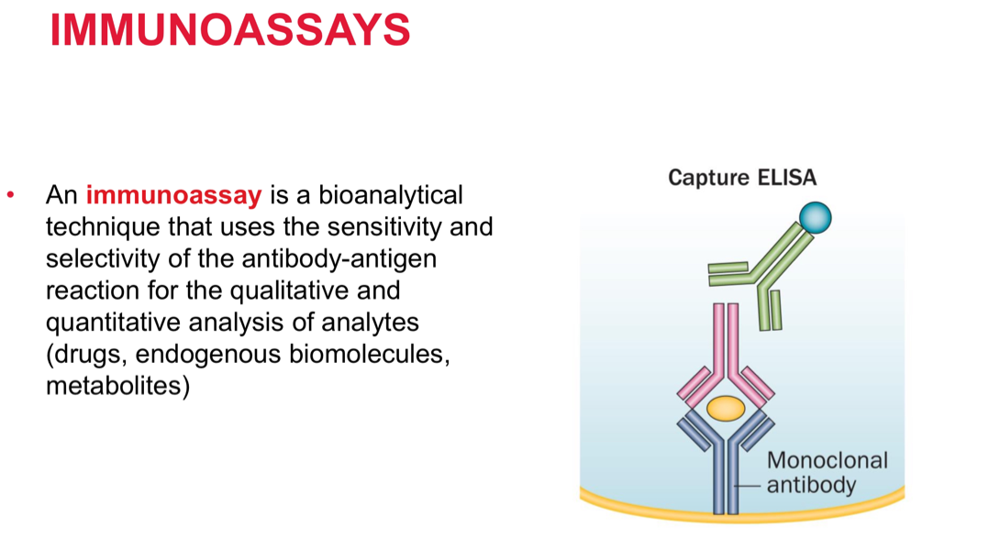 IMMUNOASSAYS
• An immunoassay is a bioanalytical
technique that uses the sensitivity and
selectivity of the antibody-antigen
reaction for the qualitative and
quantitative analysis of analytes
(drugs, endogenous biomolecules,
metabolites)
Capture ELISA
Monoclonal
antibody